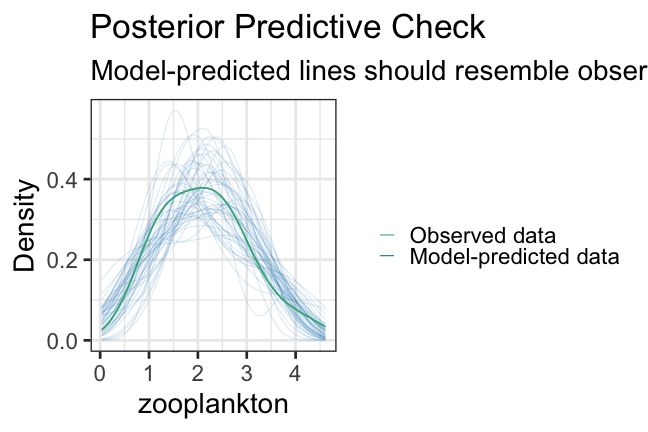 Posterior Predictive Check
Model-predicted lines should resemble obser
Density
0.4
0.2
0.0
0 1 2 3 4
zooplankton
Observed data
Model-predicted data